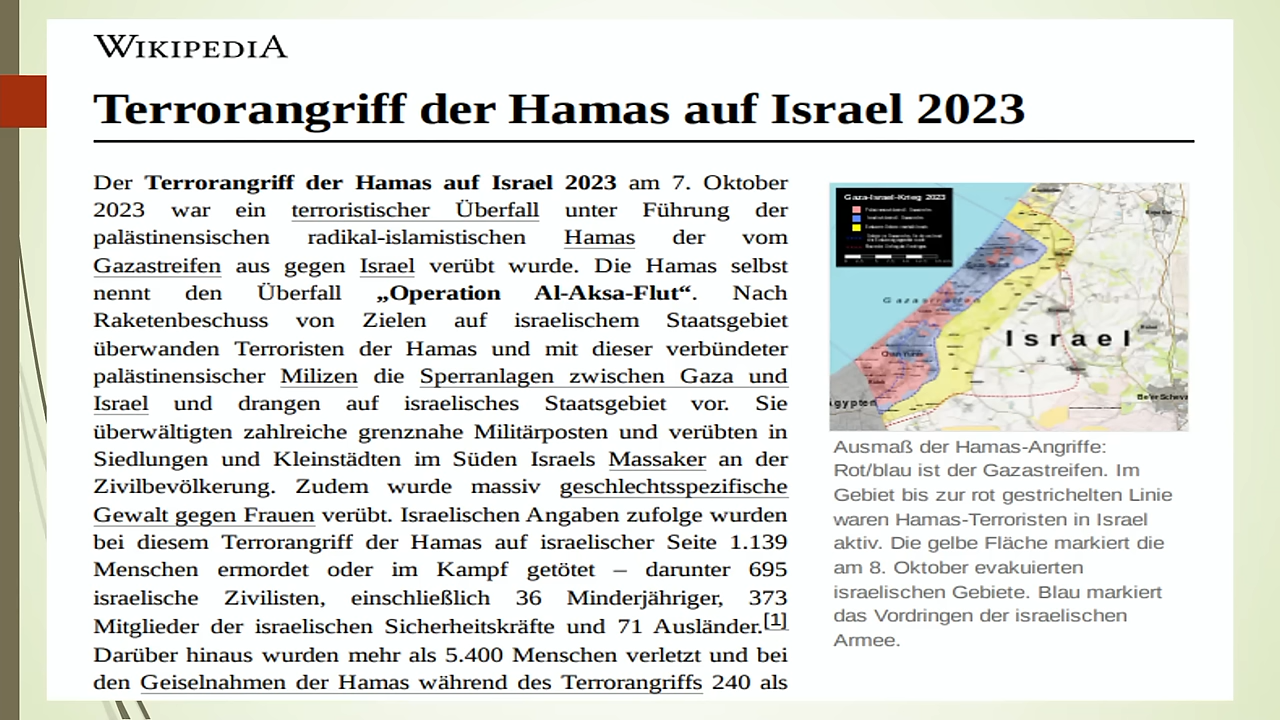 WIKIPEDIA
Terrorangriff der Hamas auf Israel 2023
Der Terrorangriff der Hamas auf Israel 2023 am 7. Oktober
2023 war ein terroristischer Überfall unter Führung der
palästinensischen radikal-islamistischen Hamas der vom
Gazastreifen aus gegen Israel verübt wurde. Die Hamas selbst
nennt den Überfall „Operation Al-Aksa-Flut“. Nach
Raketenbeschuss von Zielen auf israelischem Staatsgebiet
überwanden Terroristen der Hamas und mit dieser verbündeter
palästinensischer Milizen die Sperranlagen zwischen Gaza und
Israel und drangen auf israelisches Staatsgebiet vor. Sie
überwältigten zahlreiche grenznahe Militärposten und verübten in
Siedlungen und Kleinstädten im Süden Israels Massaker an der
Zivilbevölkerung. Zudem wurde massiv geschlechtsspezifische
Gewalt gegen Frauen verübt. Israelischen Angaben zufolge wurden
bei diesem Terrorangriff der Hamas auf israelischer Seite 1.139
Menschen ermordet oder im Kampf getötet – darunter 695
israelische Zivilisten, einschließlich 36 Minderjähriger, 373
Mitglieder der israelischen Sicherheitskräfte und 71 Ausländer.[1]
Darüber hinaus wurden mehr als 5.400 Menschen verletzt und bei
den Geiselnahmen der Hamas während des Terrorangriffs 240 als
Gaza-Israel-Krieg 2023
Gazastreifen
Israel
Chan Yunis
gypten
Be'er Scheva
Ausmaß der Hamas-Angriffe:
Rot/blau ist der Gazastreifen. Im
Gebiet bis zur rot gestrichelten Linie
waren Hamas-Terroristen in Israel
aktiv. Die gelbe Fläche markiert die
am 8. Oktober evakuierten
israelischen Gebiete. Blau markiert
das Vordringen der israelischen
Armee.